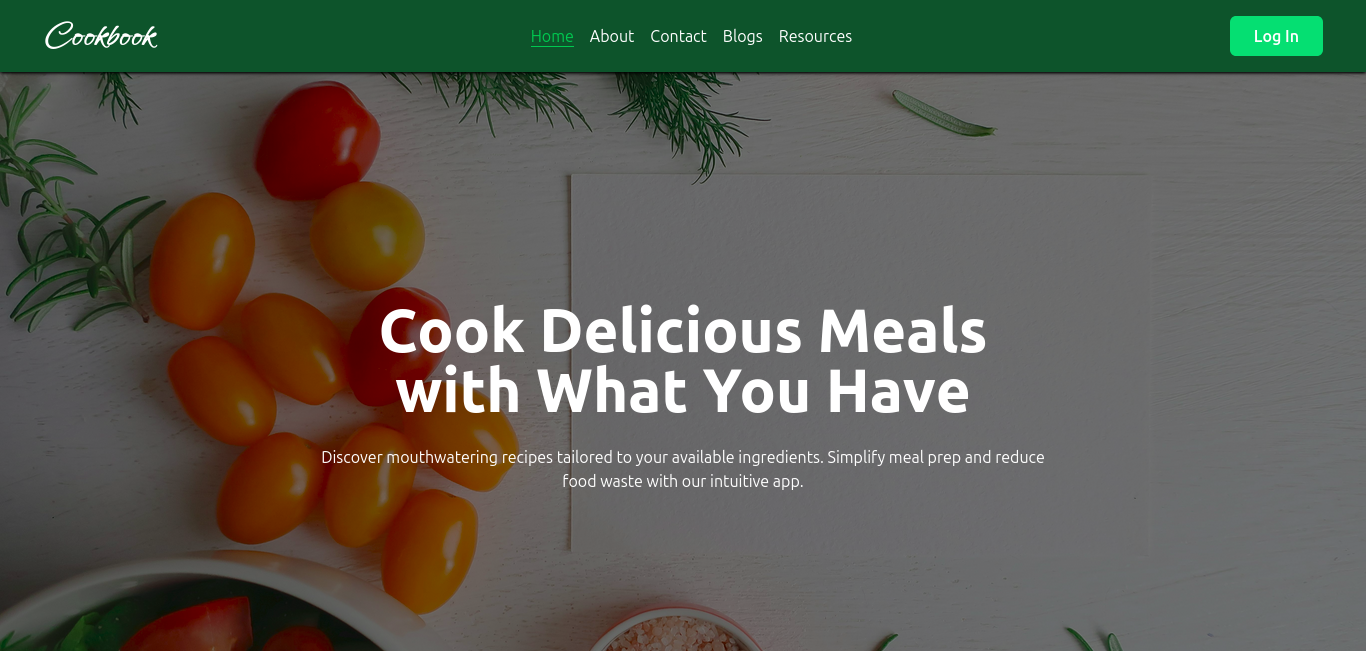 Cookbook
Home About Contact Blogs Resources
Log In
Cook Delicious Meals
with What You Have
Discover mouthwatering recipes tailored to your available ingredients. Simplify meal prep and reduce
food waste with our intuitive app.